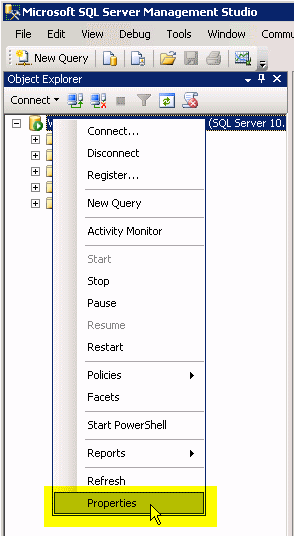 Microsoft SQL Server Management Studio
File Edit View Debug Tools Window Commu
New Query
Object Explorer
Connect
(SQL Server 10.
Connect...
Disconnect
Register...
New Query
Activity Monitor
Start
Stop
Pause
Resume
Restart
Policies
Facets
Start PowerShell
Reports
Refresh
Properties